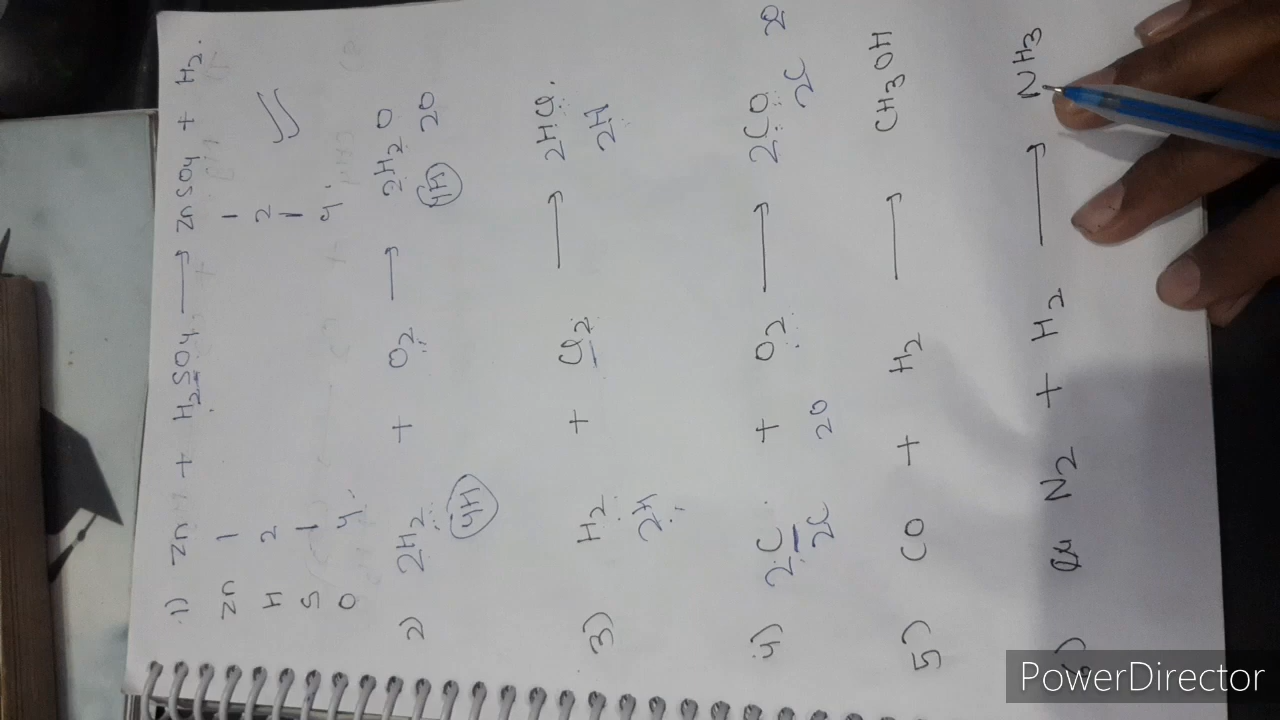 1) Zn + H2SO4 ⟶ ZnSO4 + H2.
Zn 1 1
H 2 2
S 1 1
O 4 4
2) 2H2 + O2 ⟶ 2H2O
4H 4H 2O
3) H2 + Cl2 ⟶ 2HCl.
2H 2H
4) 2C + O2 ⟶ 2CO
2C 2O 2C 2
5) CO + H2 ⟶ CH3OH
N2 + H2 ⟶ NH3
PowerDirector